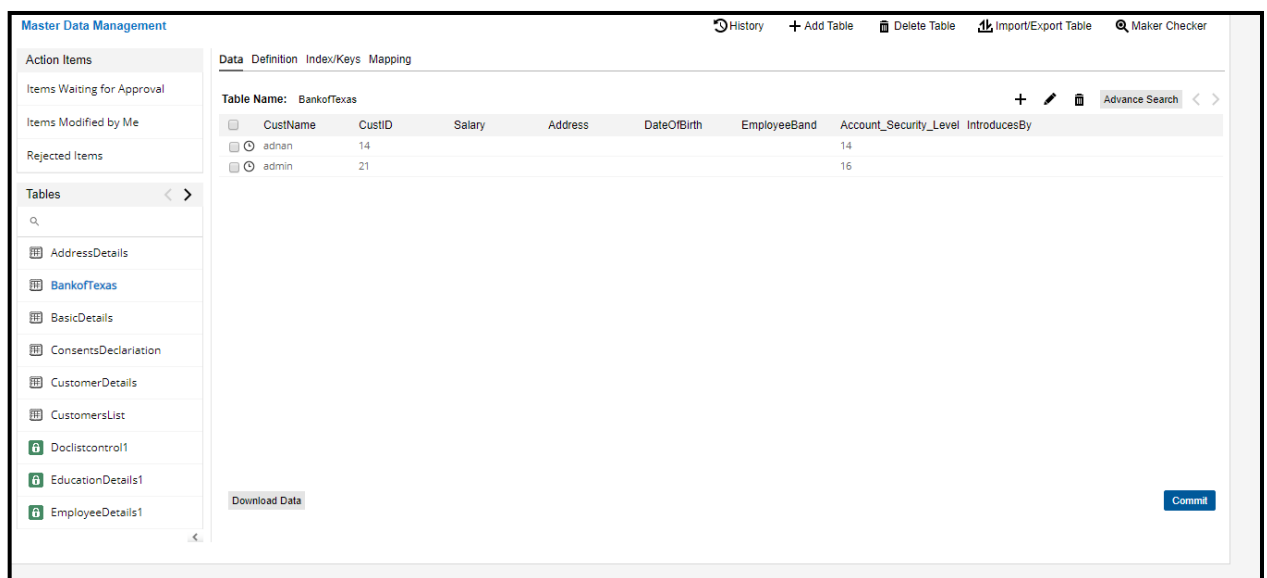 Master Data Management
History
Add Table
Delete Table
Import/Export Table
Maker Checker
Action Items
Items Waiting for Approval
Items Modified by Me
Rejected Items
Tables
AddressDetails
BankofTexas
BasicDetails
ConsentsDeclariation
CustomerDetails
CustomersList
Doclistcontrol1
EducationDetails1
EmployeeDetails1
Data Definition Index/Keys Mapping
Table Name: BankofTexas
Advance Search
CustName CustID Salary Address DateOfBirth EmployeeBand Account_Security_Level IntroducesBy
adnan 14 14
admin 21 16
Download Data
Commit